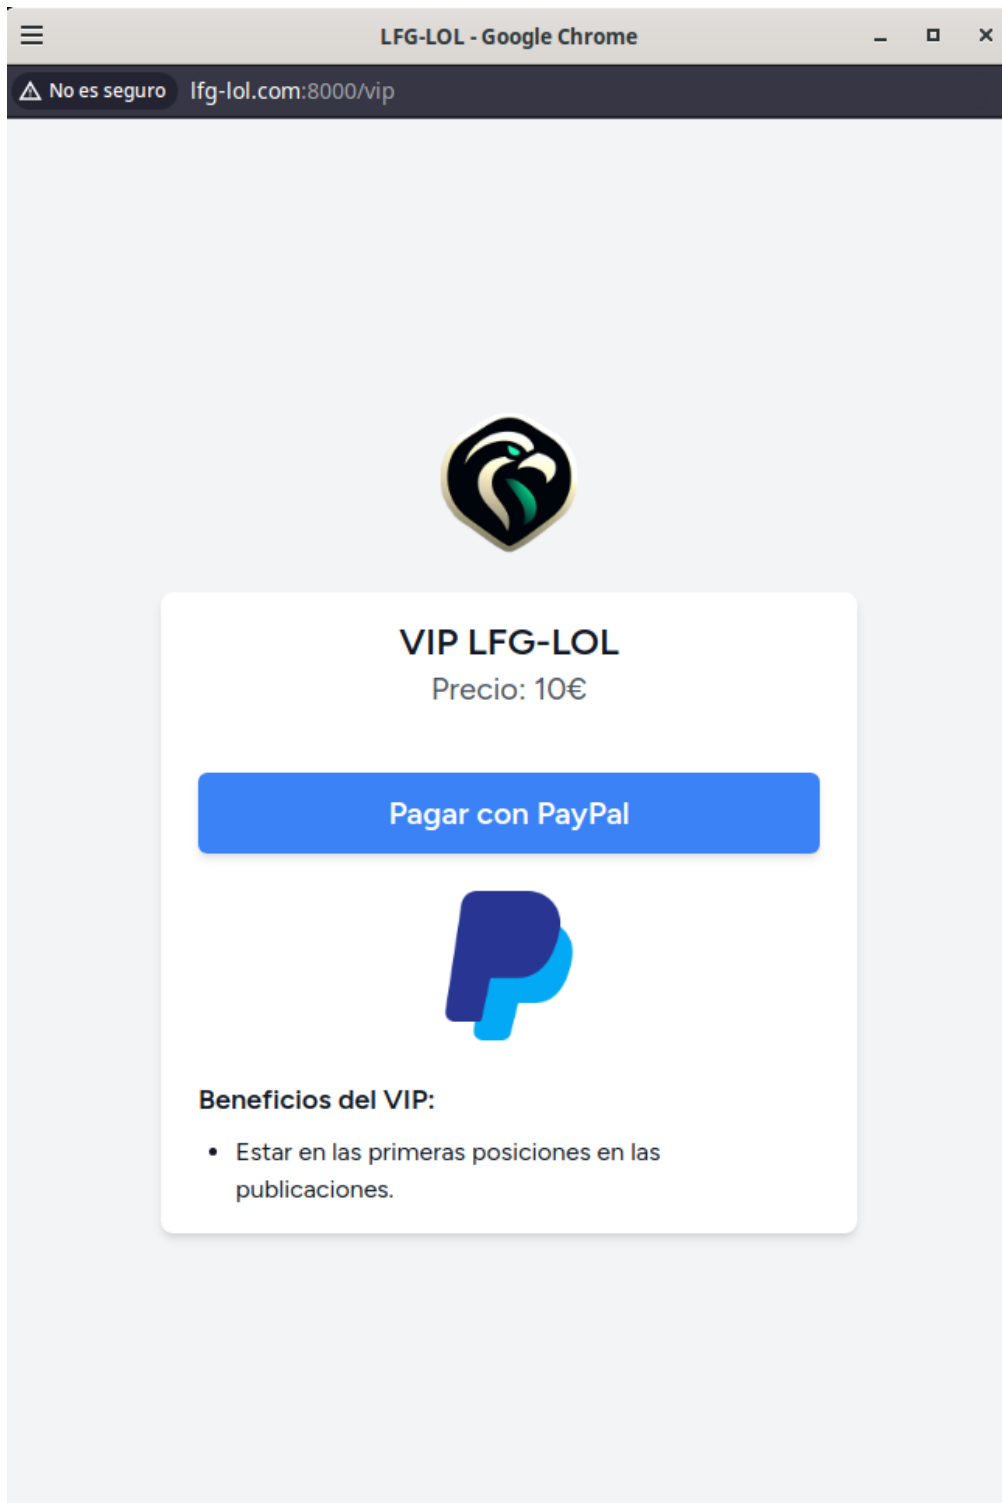 LFG-LOL - Google Chrome
No es seguro lfg-lol.com:8000/vip
VIP LFG-LOL
Precio: 10€
Pagar con PayPal
Beneficios del VIP:
• Estar en las primeras posiciones en las
publicaciones.